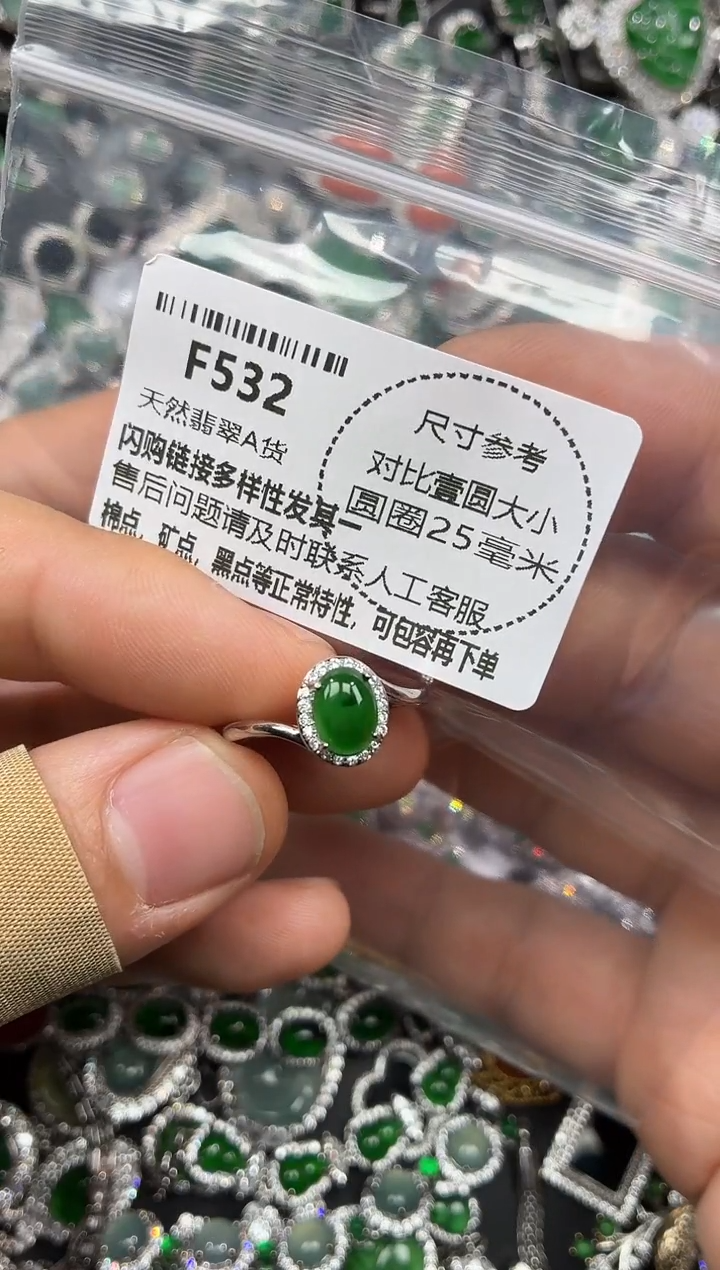 F532
天然翡翠A货
闪购链接多样性发其一
售后问题请及时联系人工客服
棉点，矿点，黑点等正常特性，可包容再下单
尺寸参考
对比壹圆大小
圆圈25毫米